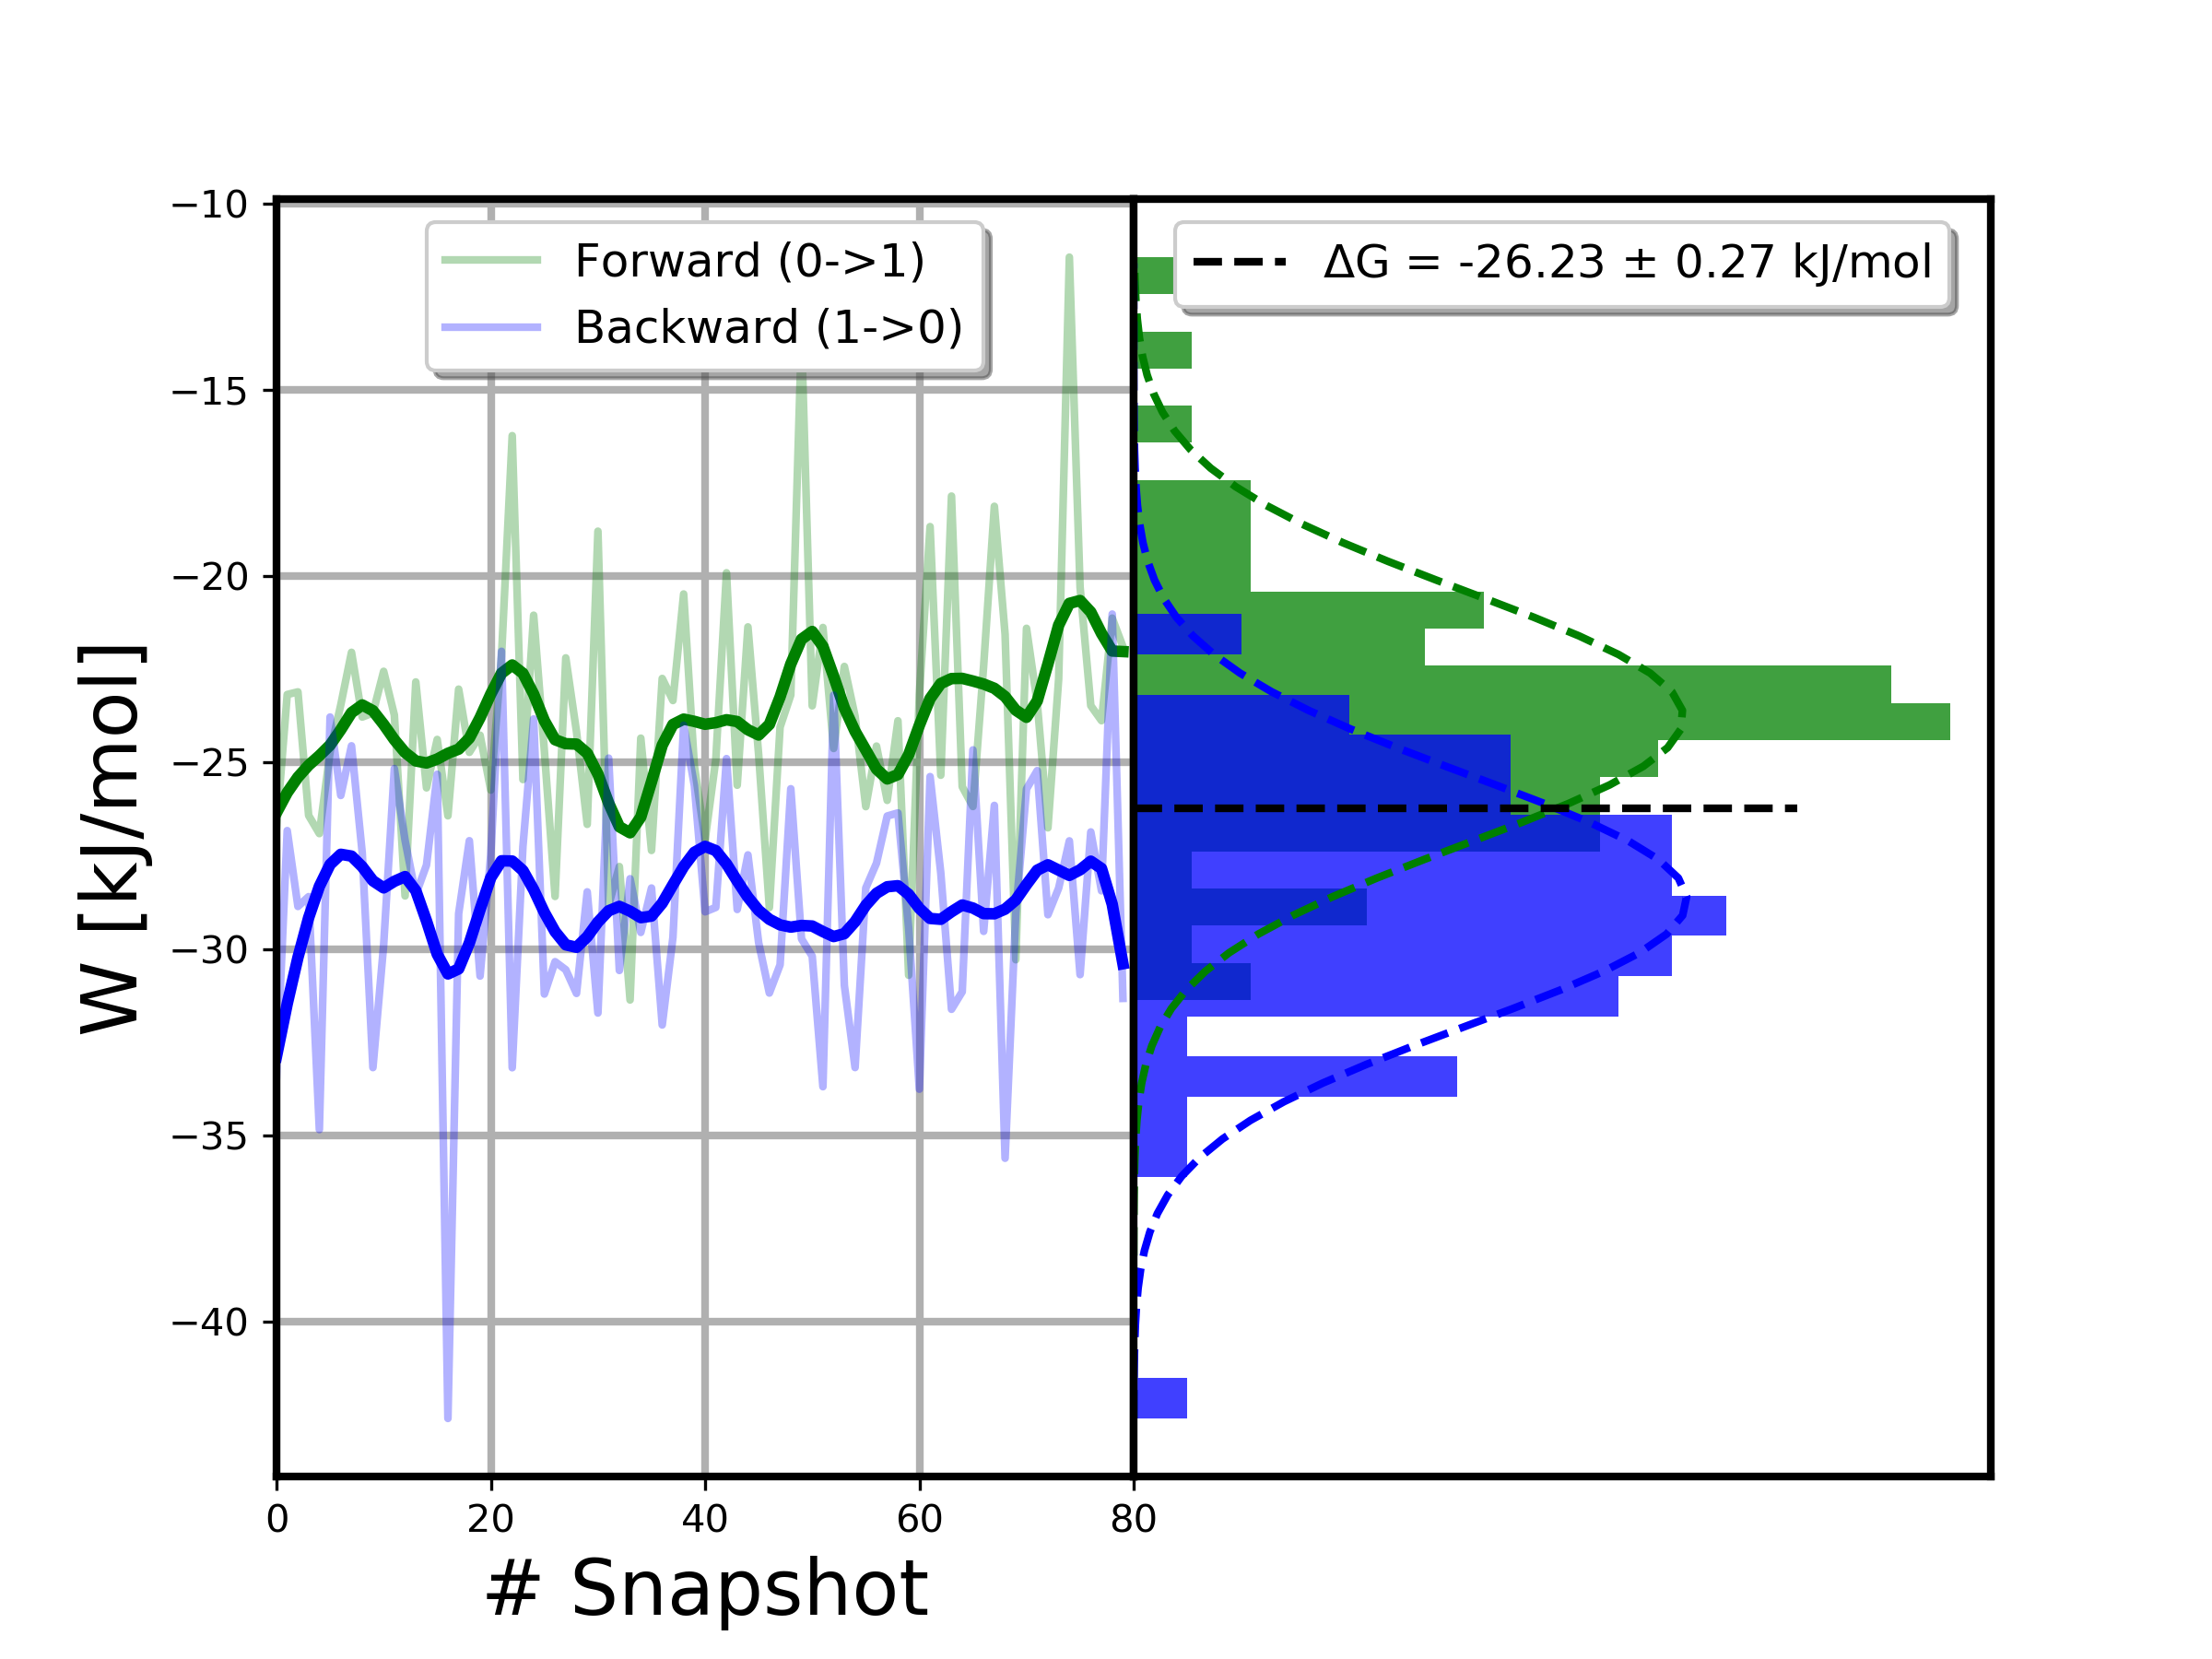 Forward (0->1)
Backward (1->0)
ΔG = -26.23 ± 0.27 kJ/mol
W [kJ/mol]
−10
−15
−20
−25
−30
−35
−40
0 20 40 60 80
# Snapshot